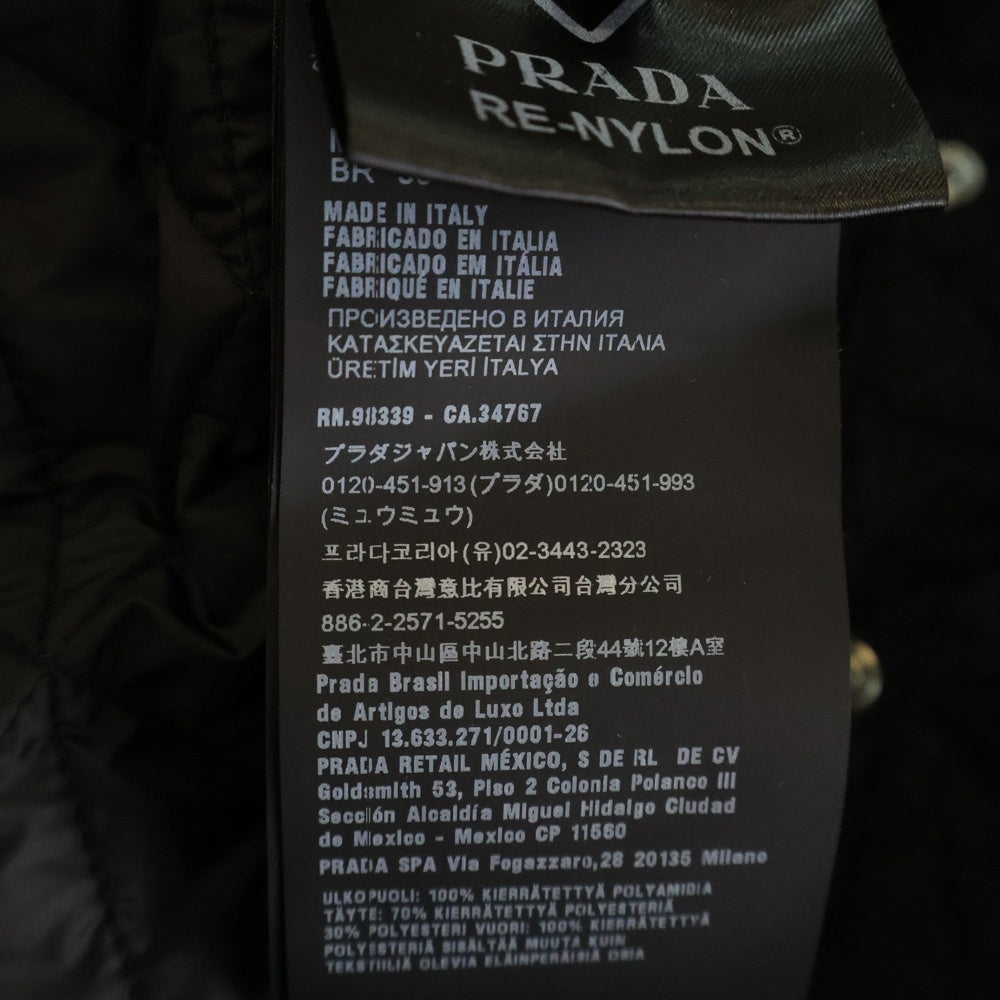 PRADA
RE-NYLON®
BR
MADE IN ITALY
FABRICADO EN ITALIA
FABRICADO EM ITÁLIA
FABRIQUÉ EN ITALIE
ПРОИЗВЕДЕНО В ИТАЛИЯ
ΚΑΤΑΣΚΕΥΑΖΕΤΑΙ ΣΤΗΝ ΙΤΑΛΙΑ
ÜRETİM YERİ İTALYA
RN.98339 - CA.34767
プラダジャパン株式会社
0120-451-913(プラダ)0120-451-993
(ミュウミュウ)
프라다코리아(유)02-3443-2323
香港商台灣意比有限公司台灣分公司
886-2-2571-5255
臺北市中山區中山北路二段44號12樓A室
Prada Brasil Importação e Comércio
de Artigos de Luxo Ltda
CNPJ 13.633.271/0001-26
PRADA RETAIL MÉXICO, S DE RL DE CV
Goldsmith 53, Piso 2 Colonia Polanco III
Sección Alcaldía Miguel Hidalgo Ciudad
de Mexico - Mexico CP 11560
PRADA SPA Via Fogazzaro,28 20135 Milano
ULKOPUOLI: 100% KIERRÄTETTYÄ POLYAMIDIA
TÄYTE: 70% KIERRÄTETTYÄ POLYESTERIÄ
30% POLYESTERI VUORI: 100% KIERRÄTETTYÄ
POLYESTERIÄ SISÄLTÄÄ MUUTA KUIN
TEKSTIILIÄ OLEVIA ELÄINPERÄISIÄ OSIA